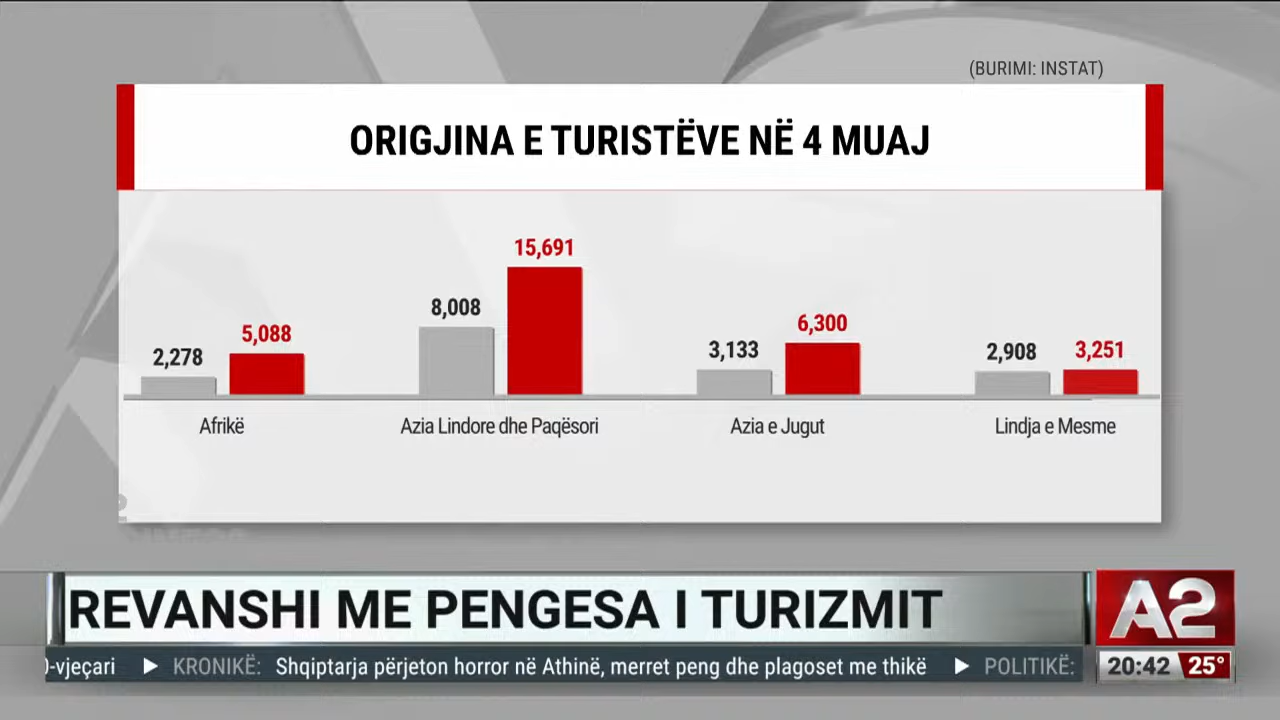 (BURIMI: INSTAT)
ORIGJINA E TURISTËVE NË 4 MUAJ
2,278
5,088
8,008
15,691
3,133
6,300
2,908
3,251
Afrikë
Azia Lindore dhe Paqësori
Azia e Jugut
Lindja e Mesme
REVANSHI ME PENGESA I TURIZMIT
A2
-vjeçari ▶ KRONIKË: Shqiptarja përjeton horror në Athinë, merret peng dhe plagoset me thikë ▶ POLITIKË:
20:42 25°